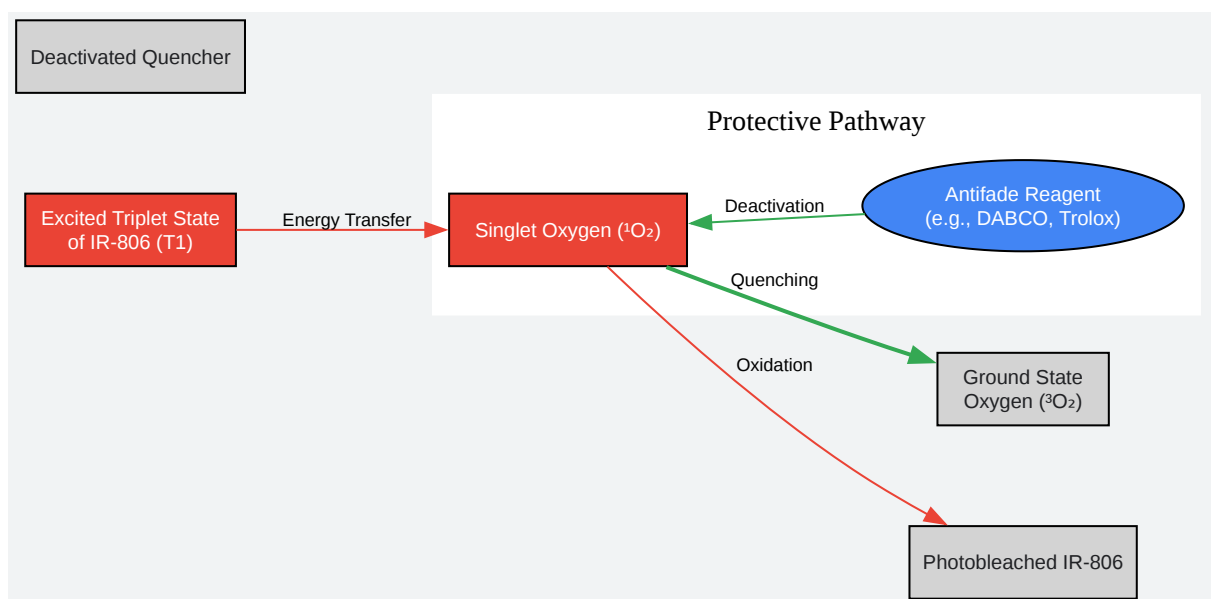 Deactivated Quencher
Protective Pathway
Excited Triplet State
of IR-806 (T1)
Energy Transfer
Singlet Oxygen (¹O₂)
Deactivation
Antifade Reagent
(e.g., DABCO, Trolox)
Quenching
Oxidation
Ground State
Oxygen (³O₂)
Photobleached IR-806